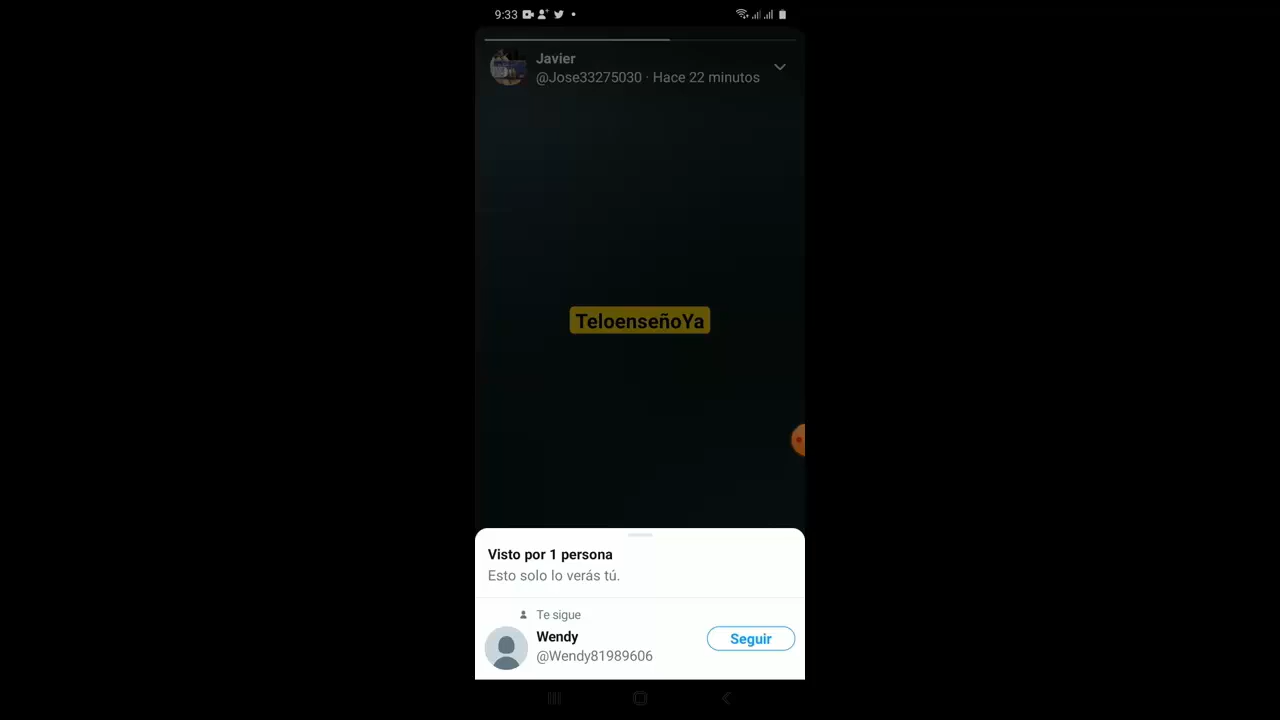 9:33
Javier
@Jose33275030 · Hace 22 minutos
TeloenseñoYa
Visto por 1 persona
Esto solo lo verás tú.
Te sigue
Wendy
@Wendy81989606
Seguir